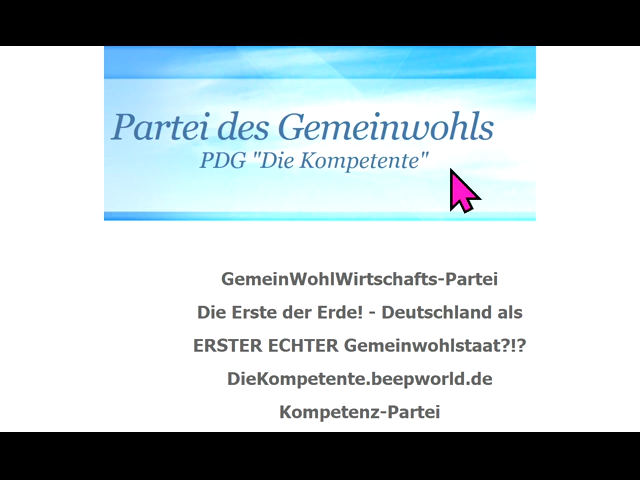 Partei des Gemeinwohls
PDG "Die Kompetente"
GemeinWohlWirtschafts-Partei
Die Erste der Erde! - Deutschland als
ERSTER ECHTER Gemeinwohlstaat?!?
DieKompetente.beepworld.de
Kompetenz-Partei